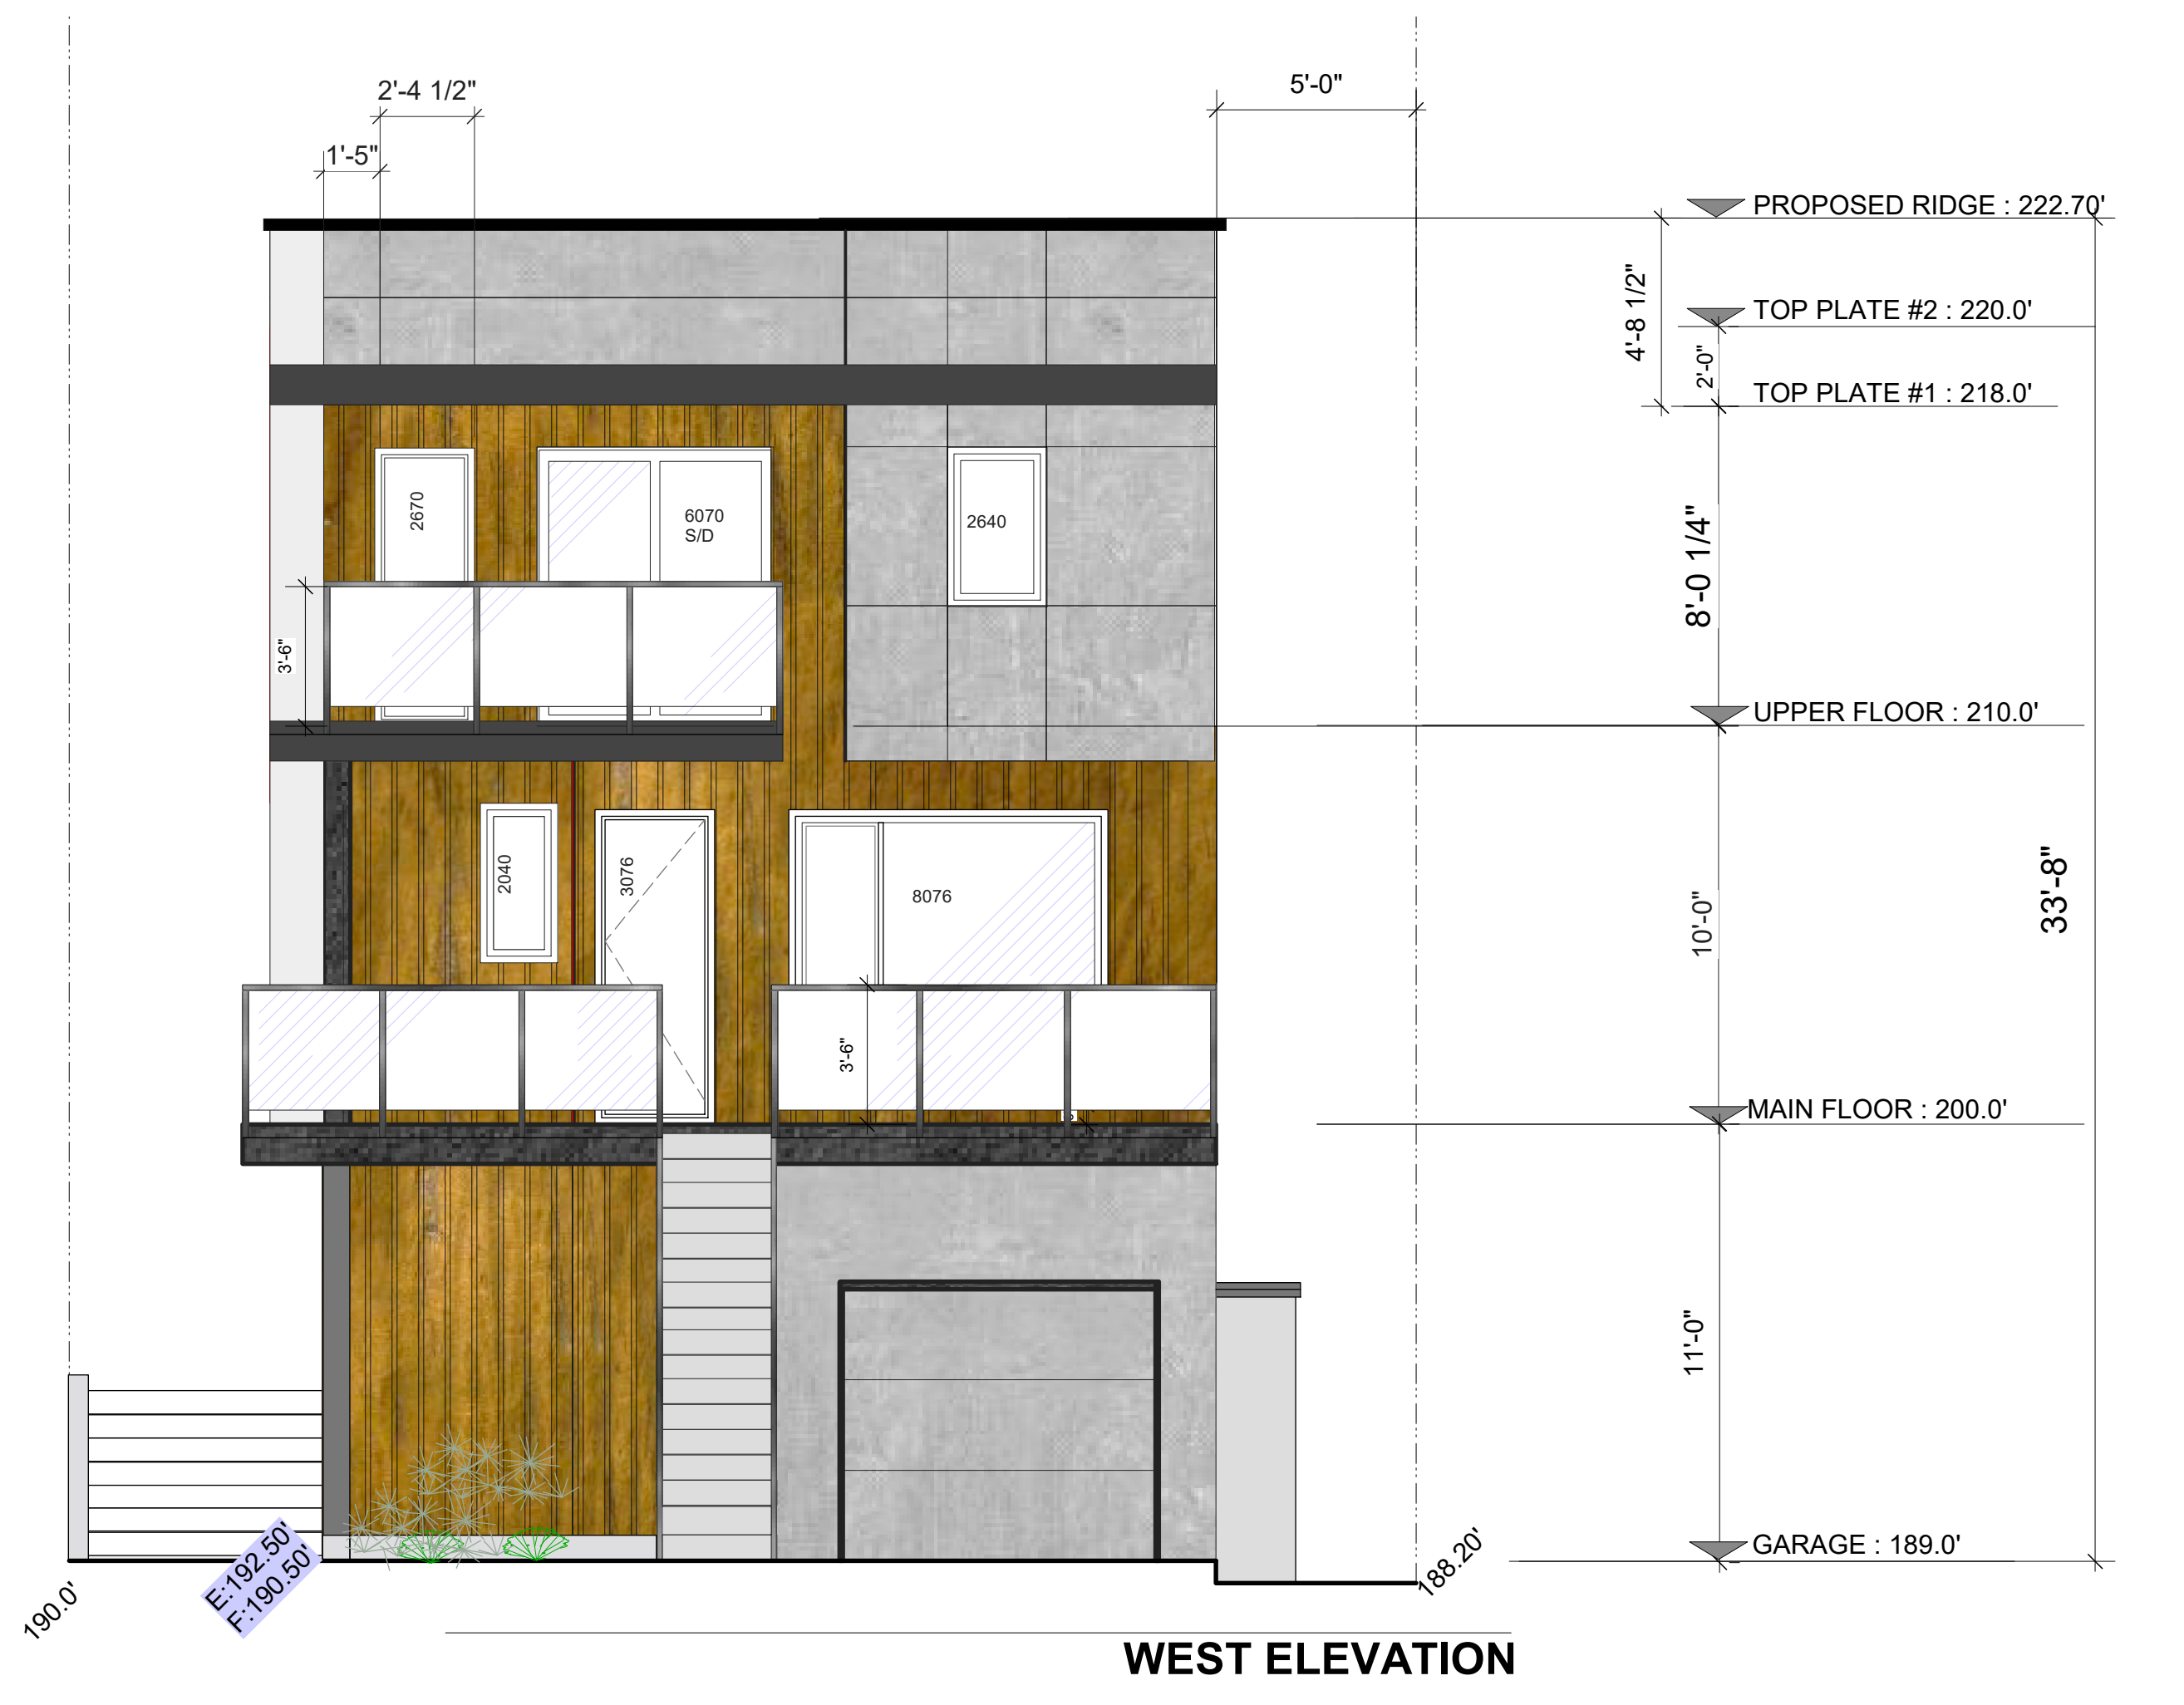 2'-4 1/2"
5'-0"
1'-5"
PROPOSED RIDGE : 222.70'
4'-8 1/2"
TOP PLATE #2 : 220.0'
2'-0"
TOP PLATE #1 : 218.0'
2670
6070
S/D
2640
8'-0 1/4"
3'-6"
UPPER FLOOR : 210.0'
2040
3076
8076
10'-0"
33'-8"
3'-6"
MAIN FLOOR : 200.0'
11'-0"
GARAGE : 189.0'
190.0'
E:192.50'
F:190.50'
188.20'
WEST ELEVATION